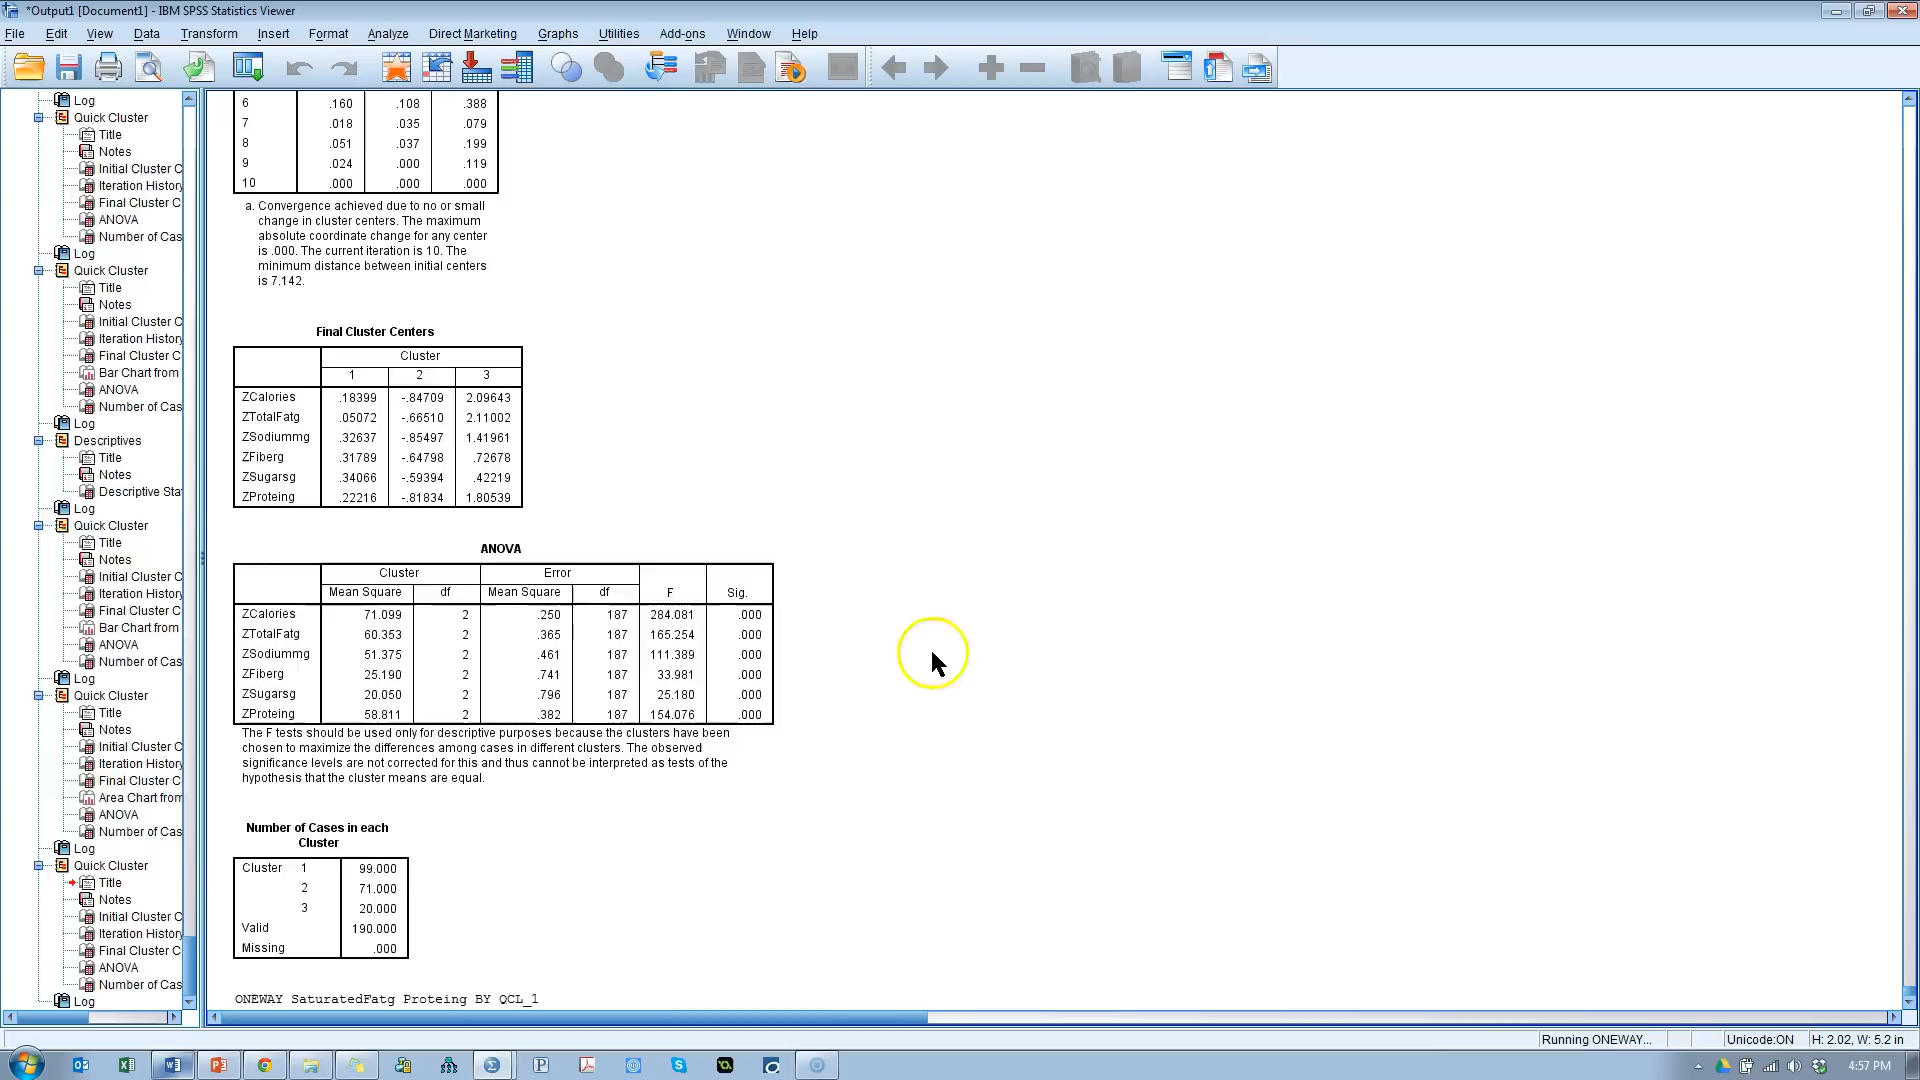 *Output1 [Document1] - IBM SPSS Statistics Viewer
File Edit View Data Transform Insert Format Analyze Direct Marketing Graphs Utilities Add-ons Window Help
Log
Quick Cluster
Title
Notes
Initial Cluster C
Iteration History
Final Cluster C
ANOVA
Number of Cas
Log
Quick Cluster
Title
Notes
Initial Cluster C
Iteration History
Final Cluster C
Bar Chart from
ANOVA
Number of Cas
Log
Descriptives
Title
Notes
Descriptive Sta
Log
Quick Cluster
Title
Notes
Initial Cluster C
Iteration History
Final Cluster C
Bar Chart from
ANOVA
Number of Cas
Log
Quick Cluster
Title
Notes
Initial Cluster C
Iteration History
Final Cluster C
Area Chart from
ANOVA
Number of Cas
Log
Quick Cluster
Title
Notes
Initial Cluster C
Iteration History
Final Cluster C
ANOVA
Number of Cas
Log
6 .160 .108 .388
7 .018 .035 .079
8 .051 .037 .199
9 .024 .000 .119
10 .000 .000 .000
a. Convergence achieved due to no or small
change in cluster centers. The maximum
absolute coordinate change for any center
is .000. The current iteration is 10. The
minimum distance between initial centers
is 7.142.
Final Cluster Centers
Cluster
1 2 3
ZCalories .18399 -.84709 2.09643
ZTotalFatg .05072 -.66510 2.11002
ZSodiummg .32637 -.85497 1.41961
ZFiberg .31789 -.64798 .72678
ZSugarsg .34066 -.59394 .42219
ZProteing .22216 -.81834 1.80539
ANOVA
Cluster Error
Mean Square df Mean Square df F Sig.
ZCalories 71.099 2 .250 187 284.081 .000
ZTotalFatg 60.353 2 .365 187 165.254 .000
ZSodiummg 51.375 2 .461 187 111.389 .000
ZFiberg 25.190 2 .741 187 33.981 .000
ZSugarsg 20.050 2 .796 187 25.180 .000
ZProteing 58.811 2 .382 187 154.076 .000
The F tests should be used only for descriptive purposes because the clusters have been
chosen to maximize the differences among cases in different clusters. The observed
significance levels are not corrected for this and thus cannot be interpreted as tests of the
hypothesis that the cluster means are equal.
Number of Cases in each
Cluster
Cluster 1 99.000
2 71.000
3 20.000
Valid 190.000
Missing .000
ONEWAY SaturatedFatg Proteing BY QCL_1
Running ONEWAY... Unicode:ON H: 2.02, W: 5.2 in
4:57 PM